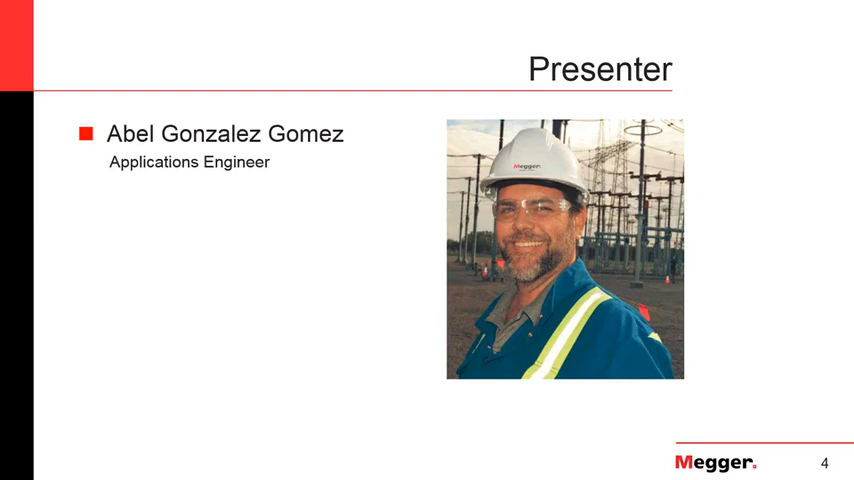 Presenter
Abel Gonzalez Gomez
Applications Engineer
Megger.
Megger.
4